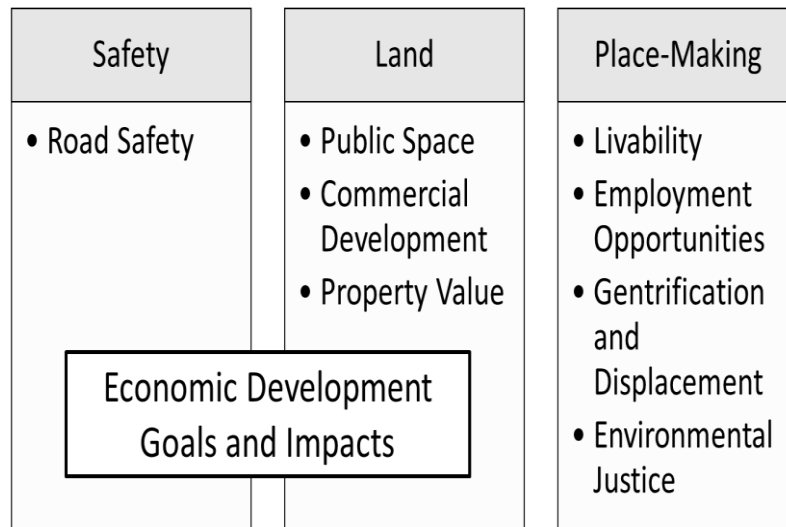 Safety
• Road Safety
Land
• Public Space
• Commercial
Development
• Property Value
Place-Making
• Livability
• Employment
Opportunities
• Gentrification
and
Displacement
• Environmental
Justice
Economic Development
Goals and Impacts